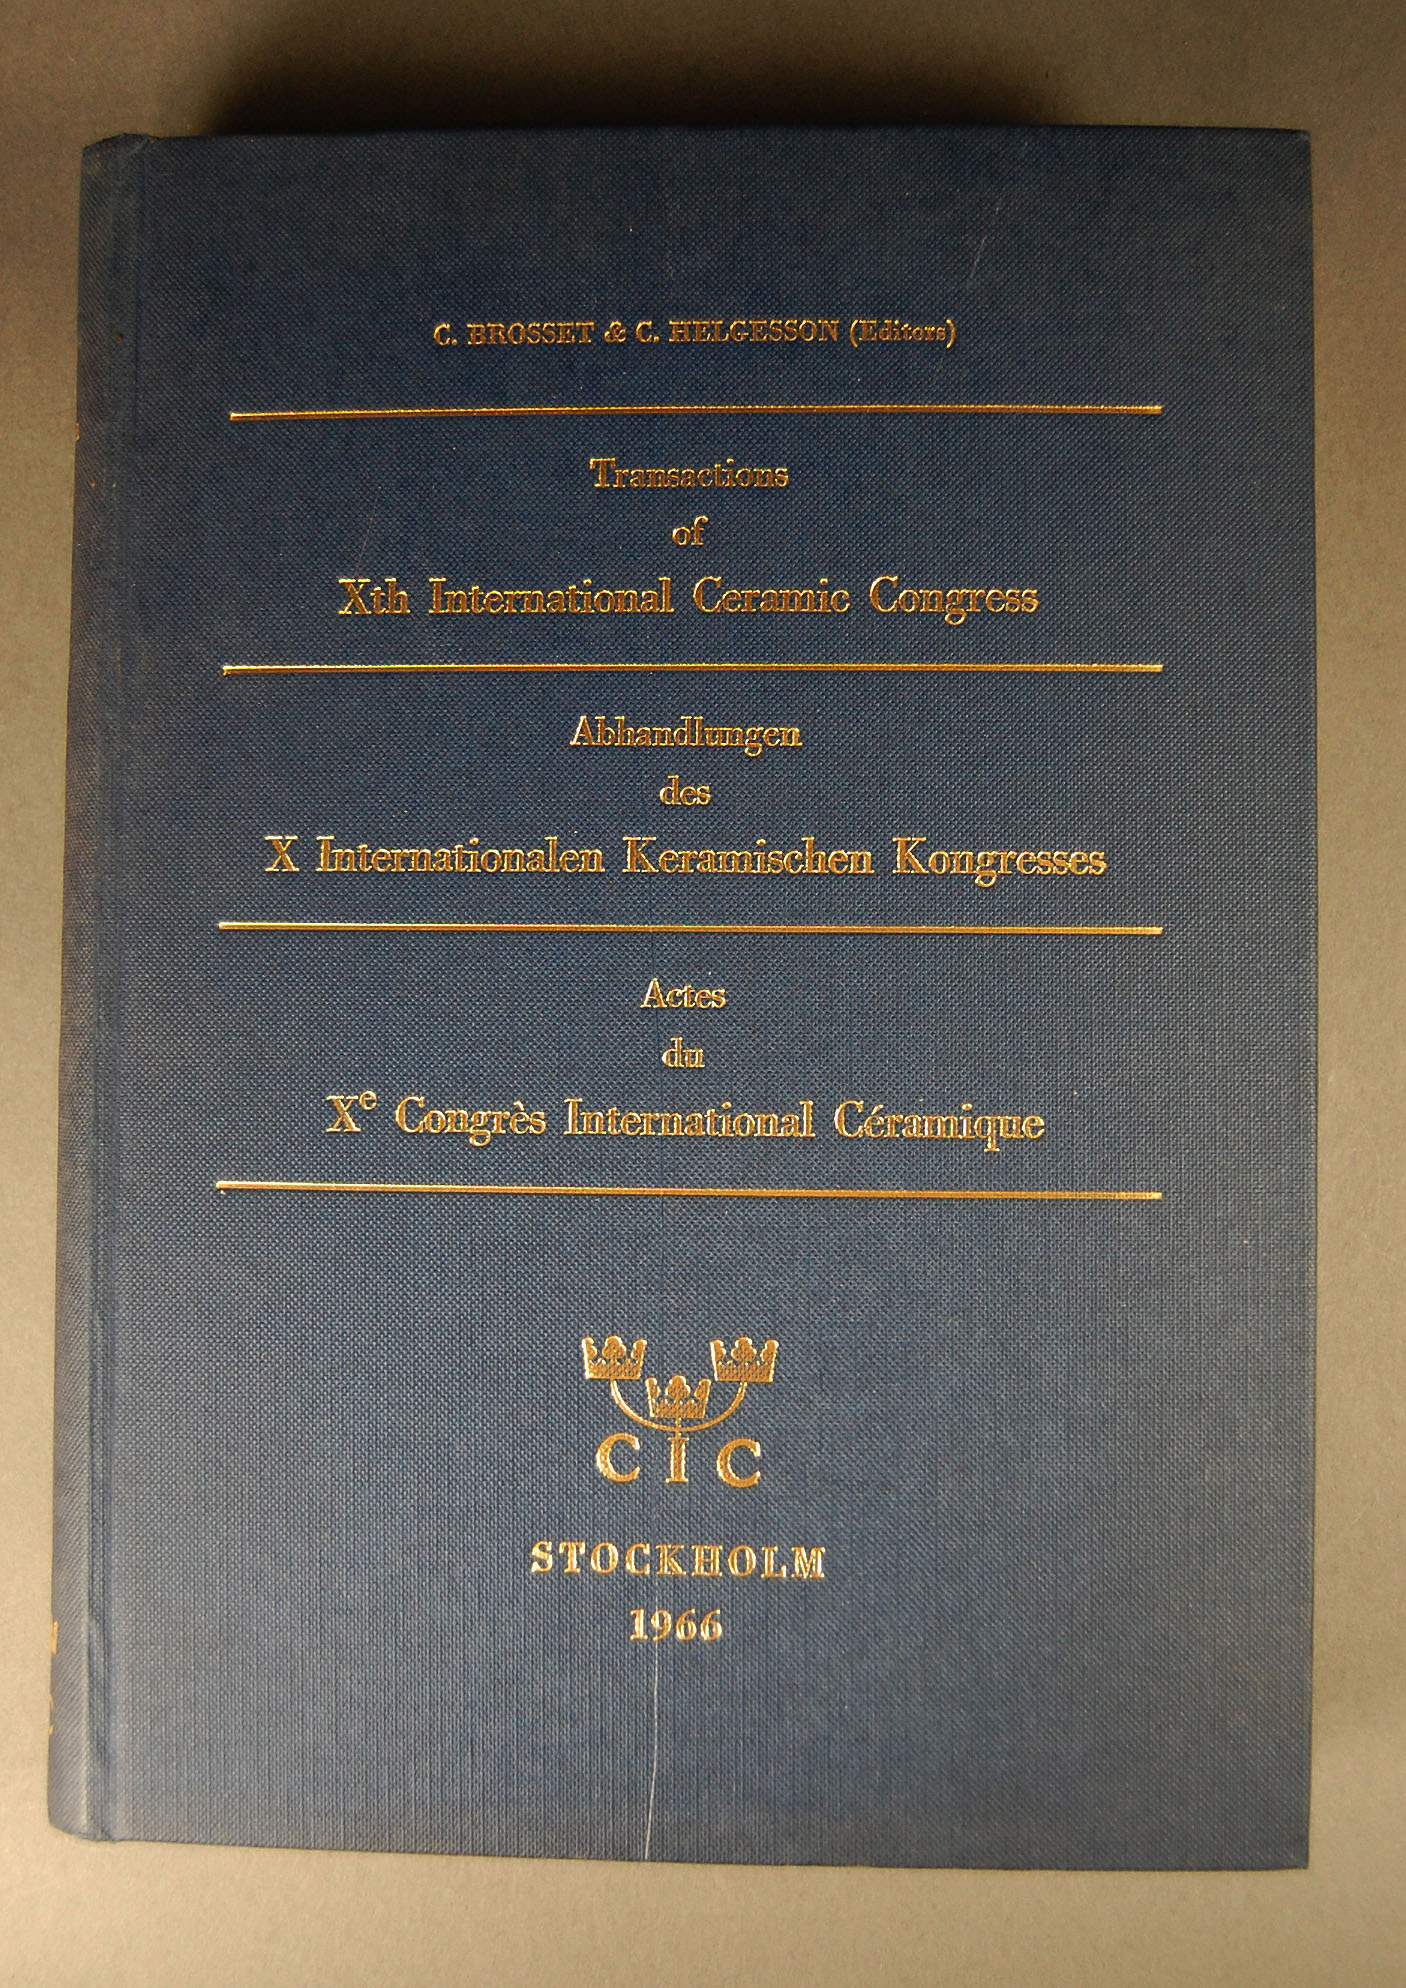 C. BROSSET & C. HELGESSON (Editors)
Transactions
of
Xth International Ceramic Congress
Abhandlungen
des
X Internationalen Keramischen Kongresses
Actes
du
Xe Congrès International Céramique
C I C
STOCKHOLM
1966